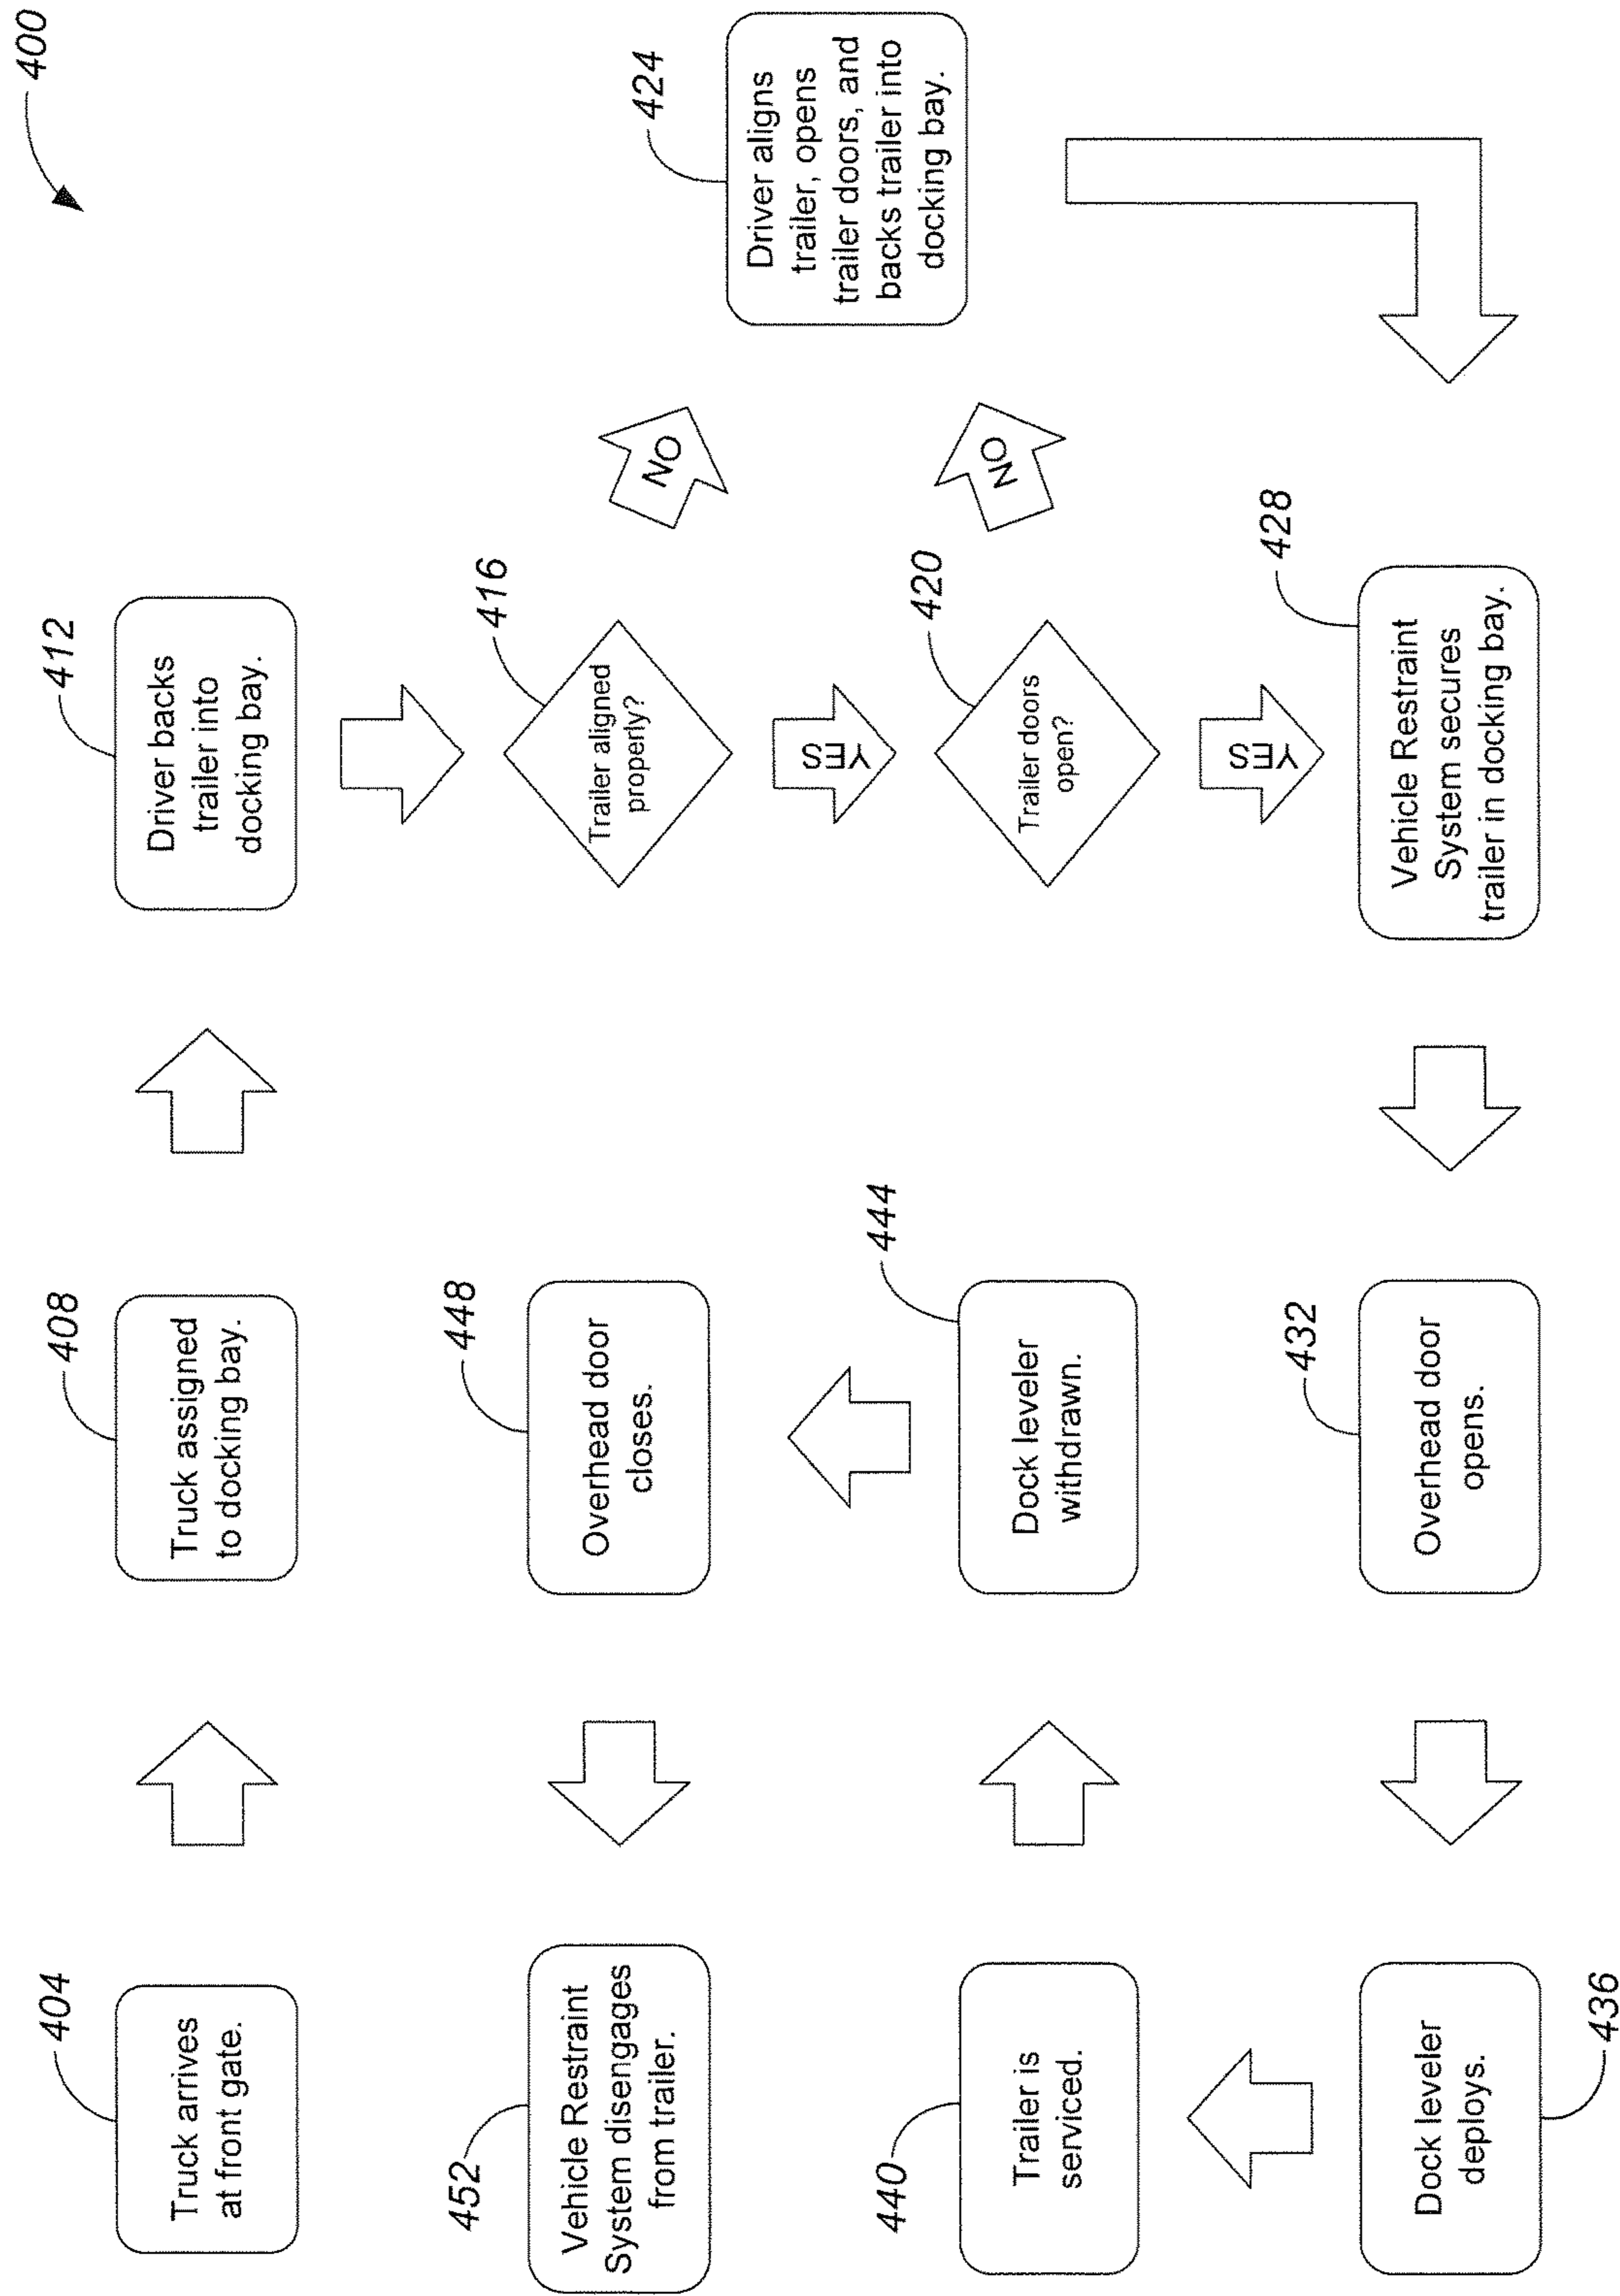 400
404
Truck arrives
at front gate.
408
Truck assigned
to docking bay.
412
Driver backs
trailer into
docking bay.
416
Trailer aligned
properly?
NO
YES
420
Trailer doors
open?
NO
YES
424
Driver aligns
trailer, opens
trailer doors, and
backs trailer into
docking bay.
428
Vehicle Restraint
System secures
trailer in docking bay.
432
Overhead door
opens.
436
Dock leveler
deploys.
440
Trailer is
serviced.
444
Dock leveler
withdrawn.
448
Overhead door
closes.
452
Vehicle Restraint
System disengages
from trailer.